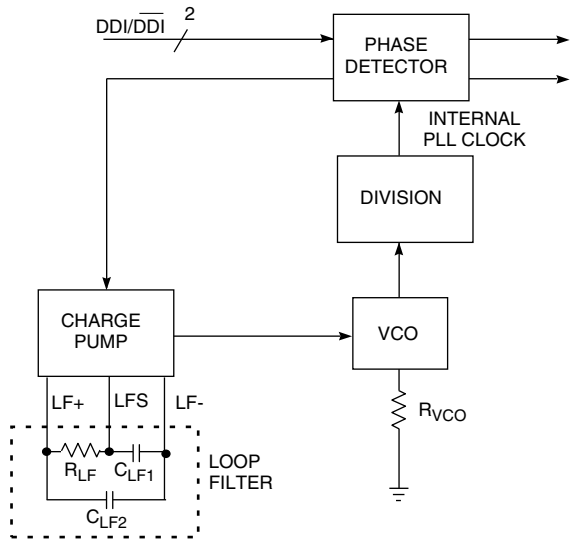 DDI/D̅D̅I̅ 2
PHASE
DETECTOR
INTERNAL
PLL CLOCK
DIVISION
CHARGE
PUMP
VCO
LF+ LFS LF-
RVCO
RLF CLF1
LOOP
FILTER
CLF2